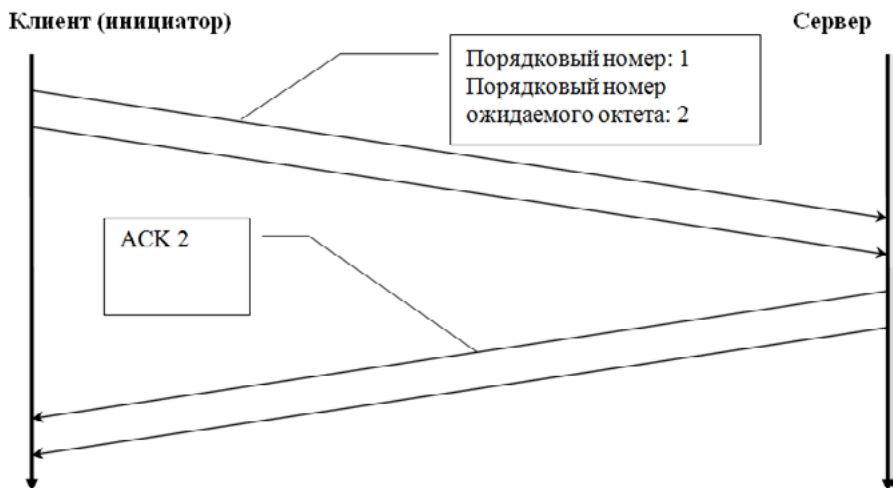 Клиент (инициатор)
Сервер
Порядковый номер: 1
Порядковый номер
ожидаемого октета: 2
ACK 2